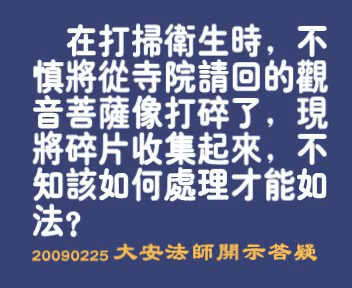 在打掃衛生時，不
慎將從寺院請回的觀
音菩薩像打碎了，現
將碎片收集起來，不
知該如何處理才能如
法？
20090225 大安法師開示答疑